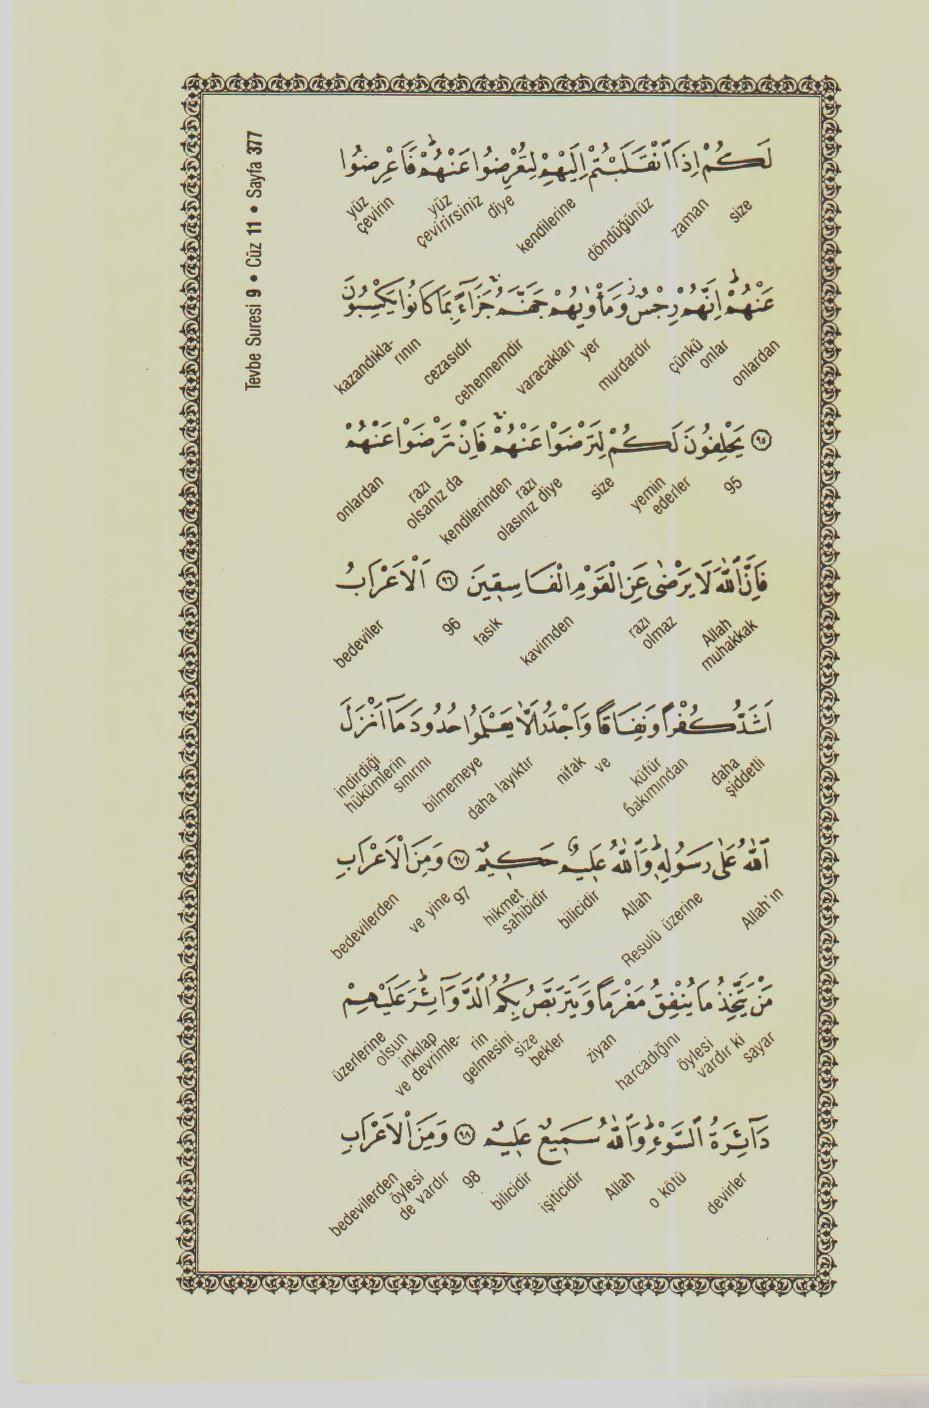 Tevbe Suresi 9 • Cüz 11 • Sayfa 377
لَكُمْ اِذَا انْقَلَبْتُمْ اِلَيْهِمْ لِتُعْرِضُوا عَنْهُمْۜ فَاَعْرِضُوا
size zaman döndüğünüz kendilerine diye yüz çevirirsiniz yüz çevirin
عَنْهُمْۜ اِنَّهُمْ رِجْسٌۘ وَمَأْوٰيهُمْ جَهَنَّمُۚ جَزَٓاءً بِمَا كَانُوا يَكْسِبُونَ
onlardan onlar çünkü murdardır yer varacakları cehennemdir cezasıdır kazandıkla-rının
﴿٩٥﴾ يَحْلِفُونَ لَكُمْ لِتَرْضَوْا عَنْهُمْۚ فَاِنْ تَرْضَوْا عَنْهُمْ
95 yemin ederler size razı olasınız diye kendilerinden razı olsanız da onlardan
فَاِنَّ اللّٰهَ لَا يَرْضٰى عَنِ الْقَوْمِ الْفَاسِقِينَ ﴿٩٦﴾ اَلْاَعْرَابُ
Allah muhakkak razı olmaz kavimden fasik 96 bedeviler
اَشَدُّ كُفْرًا وَنِفَاقًا وَاَجْدَرُ اَلَّا يَعْلَمُوا حُدُودَ مَٓا اَنْزَلَ
daha şiddetli küfür bakımından ve nifak daha layıktır bilmemeye sınırını indirdiği hükümlerin
اللّٰهُ عَلٰى رَسُولِهِۜ وَاللّٰهُ عَلِيمٌ حَكِيمٌ ﴿٩٧﴾ وَمِنَ الْاَعْرَابِ
Allah'ın Resulü üzerine Allah bilicidir hikmet sahibidir 97 ve yine bedevilerden
مَنْ يَتَّخِذُ مَا يُنْفِقُ مَغْرَمًا وَيَتَرَبَّصُ بِكُمُ الدَّوَٓائِرَۜ عَلَيْهِمْ
sayar öylesi vardır ki harcadığını ziyan size bekler rin gelmesini inkılap ve devrimle- olsun üzerlerine
دَٓائِرَةُ السَّوْءِۜ وَاللّٰهُ سَمِيعٌ عَلِيمٌ ﴿٩٨﴾ وَمِنَ الْاَعْرَابِ
devirler o kötü Allah işiticidir bilicidir 98 öylesi de vardır bedevilerden